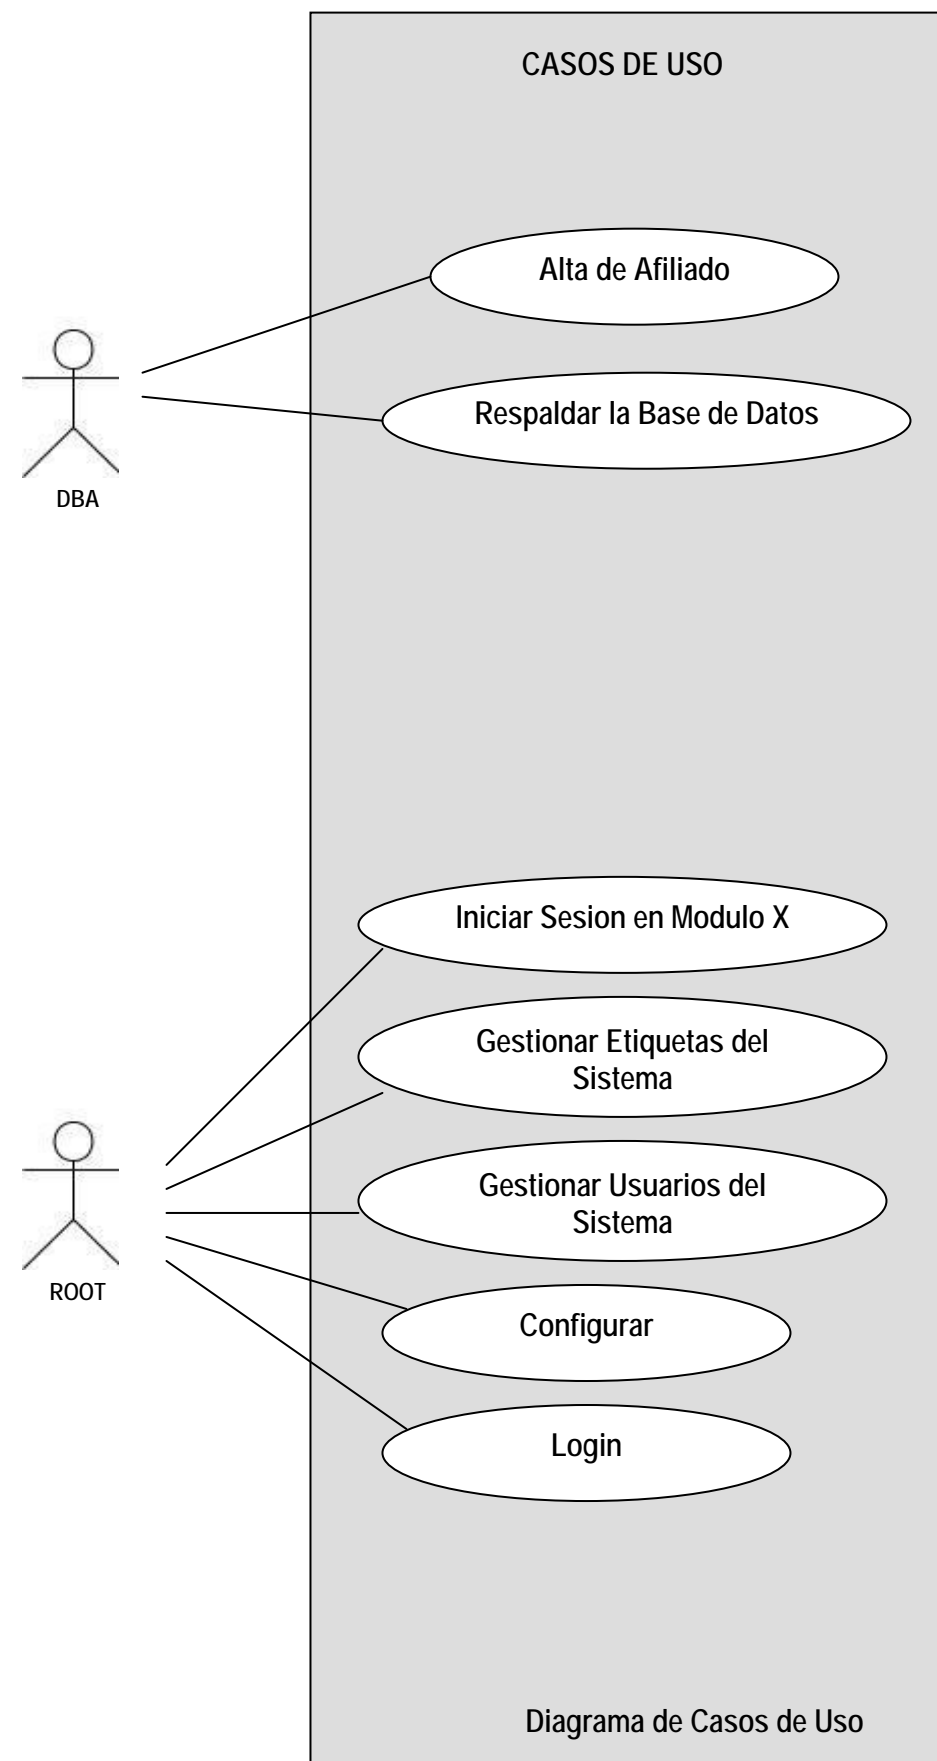 CASOS DE USO
Alta de Afiliado
Respaldar la Base de Datos
DBA
Iniciar Sesion en Modulo X
Gestionar Etiquetas del
Sistema
Gestionar Usuarios del
Sistema
ROOT
Configurar
Login
Diagrama de Casos de Uso